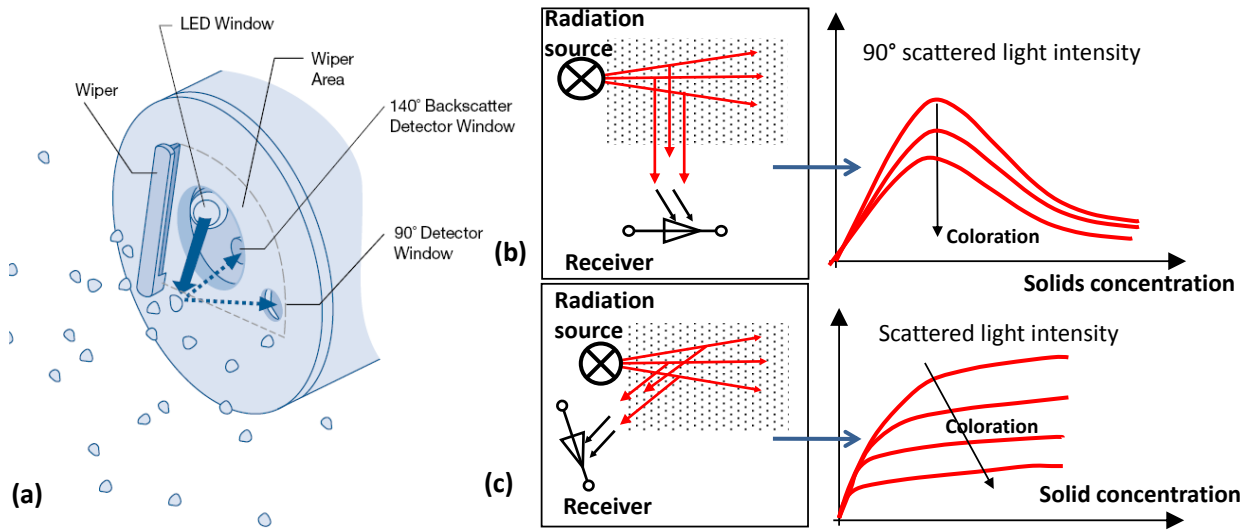 LED Window
Wiper
Area
Wiper
140° Backscatter
Detector Window
90° Detector
Window
(a)
Radiation
source
Receiver
(b)
90° scattered light intensity
Coloration
Solids concentration
Radiation
source
Receiver
(c)
Scattered light intensity
Coloration
Solid concentration